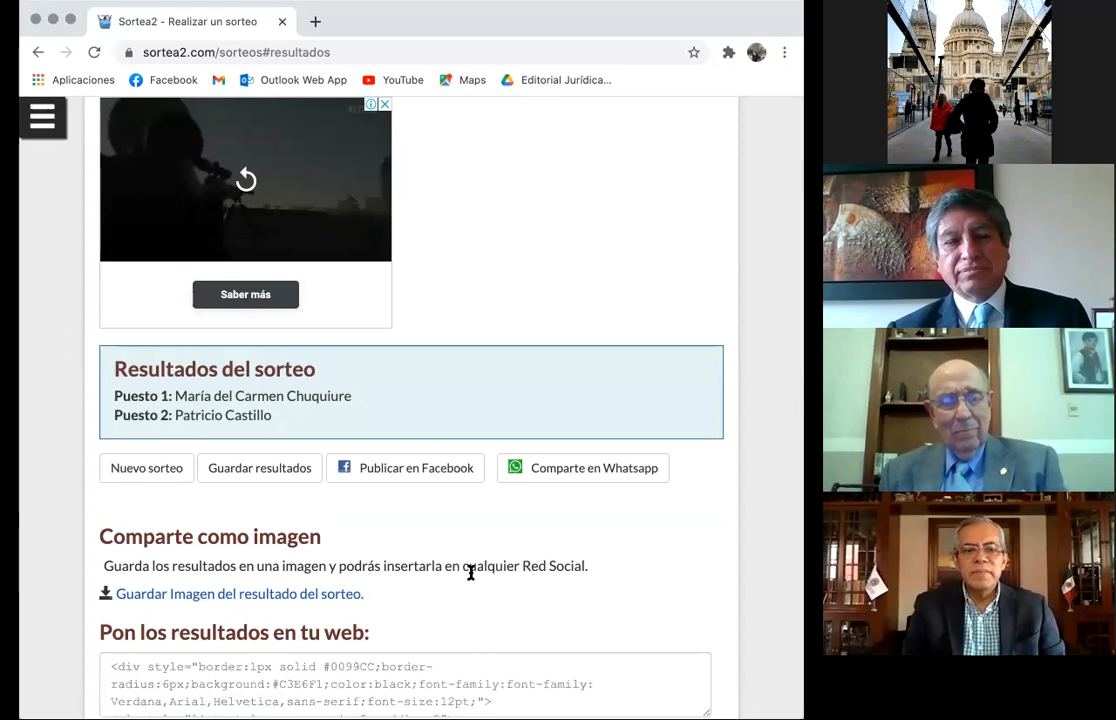 Sortea2 - Realizar un sorteo
sortea2.com/sorteos#resultados
Aplicaciones Facebook Outlook Web App YouTube Maps Editorial Jurídica...
Saber más
Resultados del sorteo
Puesto 1: María del Carmen Chuquiure
Puesto 2: Patricio Castillo
Nuevo sorteo Guardar resultados Publicar en Facebook Comparte en Whatsapp
Comparte como imagen
Guarda los resultados en una imagen y podrás insertarla en cualquier Red Social.
Guardar Imagen del resultado del sorteo.
Pon los resultados en tu web:
<div style="border:1px solid #0099CC;border-
radius:6px;background:#C3E6F1;color:black;font-family:font-family:
Verdana,Arial,Helvetica,sans-serif;font-size:12pt;">